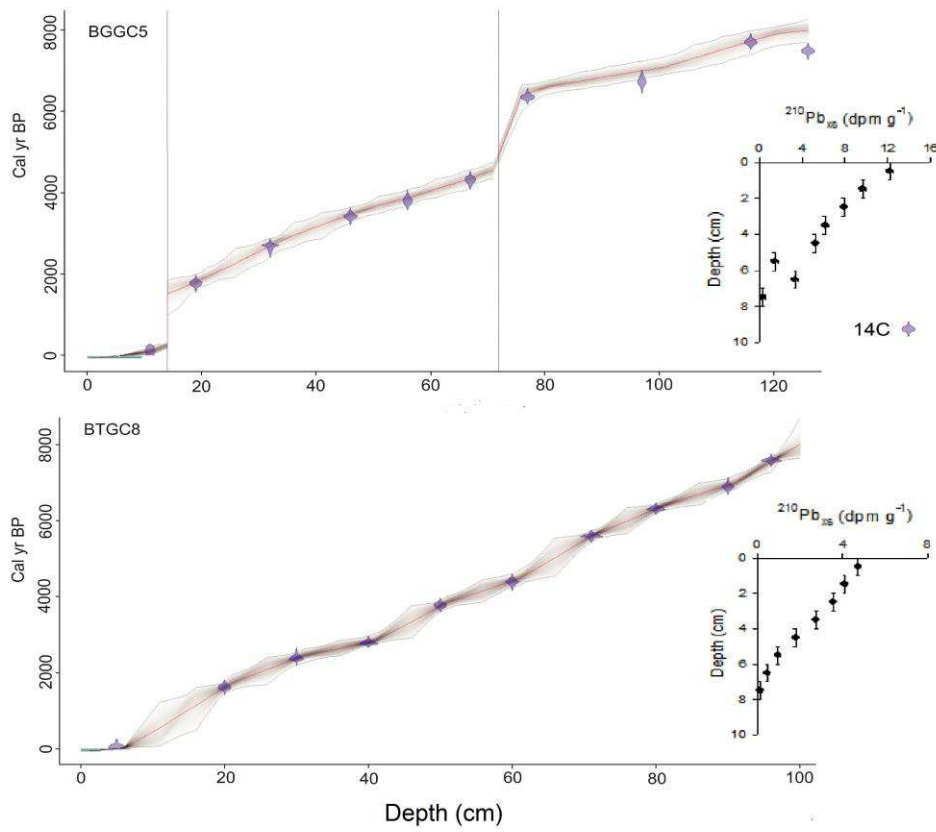 BGGC5
8000
6000
4000
2000
0
Cal yr BP
0 20 40 60 80 100 120
210Pbxs (dpm g-1)
0 4 8 12 16
0
2
4
6
8
10
Depth (cm)
14C
BTGC8
8000
6000
4000
2000
0
Cal yr BP
0 20 40 60 80 100
Depth (cm)
210Pbxs (dpm g-1)
0 4 8
0
2
4
6
8
10
Depth (cm)